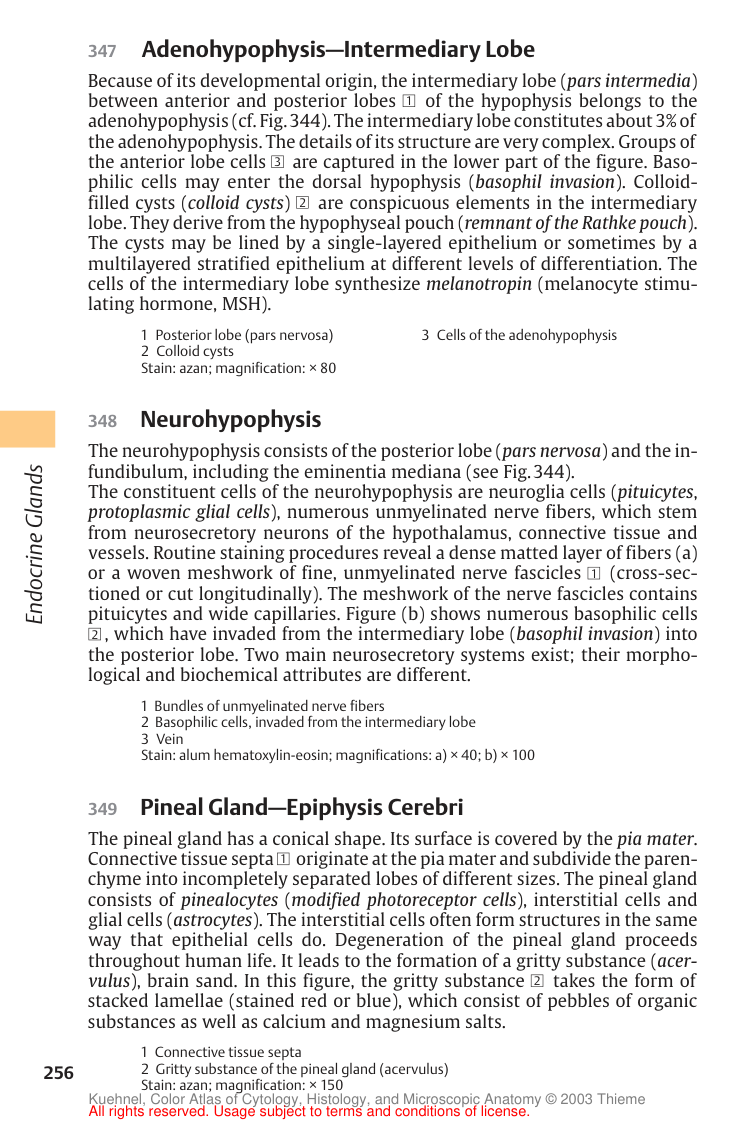 347 Adenohypophysis—Intermediary Lobe
Because of its developmental origin, the intermediary lobe (pars intermedia)
between anterior and posterior lobes 1 of the hypophysis belongs to the
adenohypophysis (cf. Fig. 344). The intermediary lobe constitutes about 3% of
the adenohypophysis. The details of its structure are very complex. Groups of
the anterior lobe cells 3 are captured in the lower part of the figure. Baso-
philic cells may enter the dorsal hypophysis (basophil invasion). Colloid-
filled cysts (colloid cysts) 2 are conspicuous elements in the intermediary
lobe. They derive from the hypophyseal pouch (remnant of the Rathke pouch).
The cysts may be lined by a single-layered epithelium or sometimes by a
multilayered stratified epithelium at different levels of differentiation. The
cells of the intermediary lobe synthesize melanotropin (melanocyte stimu-
lating hormone, MSH).
1 Posterior lobe (pars nervosa)
2 Colloid cysts
3 Cells of the adenohypophysis
Stain: azan; magnification: × 80
348 Neurohypophysis
The neurohypophysis consists of the posterior lobe (pars nervosa) and the in-
fundibulum, including the eminentia mediana (see Fig. 344).
The constituent cells of the neurohypophysis are neuroglia cells (pituicytes,
protoplasmic glial cells), numerous unmyelinated nerve fibers, which stem
from neurosecretory neurons of the hypothalamus, connective tissue and
vessels. Routine staining procedures reveal a dense matted layer of fibers (a)
or a woven meshwork of fine, unmyelinated nerve fascicles 1 (cross-sec-
tioned or cut longitudinally). The meshwork of the nerve fascicles contains
pituicytes and wide capillaries. Figure (b) shows numerous basophilic cells
2, which have invaded from the intermediary lobe (basophil invasion) into
the posterior lobe. Two main neurosecretory systems exist; their morpho-
logical and biochemical attributes are different.
1 Bundles of unmyelinated nerve fibers
2 Basophilic cells, invaded from the intermediary lobe
3 Vein
Stain: alum hematoxylin-eosin; magnifications: a) × 40; b) × 100
349 Pineal Gland—Epiphysis Cerebri
The pineal gland has a conical shape. Its surface is covered by the pia mater.
Connective tissue septa 1 originate at the pia mater and subdivide the paren-
chyme into incompletely separated lobes of different sizes. The pineal gland
consists of pinealocytes (modified photoreceptor cells), interstitial cells and
glial cells (astrocytes). The interstitial cells often form structures in the same
way that epithelial cells do. Degeneration of the pineal gland proceeds
throughout human life. It leads to the formation of a gritty substance (acer-
vulus), brain sand. In this figure, the gritty substance 2 takes the form of
stacked lamellae (stained red or blue), which consist of pebbles of organic
substances as well as calcium and magnesium salts.
1 Connective tissue septa
2 Gritty substance of the pineal gland (acervulus)
Stain: azan; magnification: × 150
Endocrine Glands
256
Kuehnel, Color Atlas of Cytology, Histology, and Microscopic Anatomy © 2003 Thieme
All rights reserved. Usage subject to terms and conditions of license.